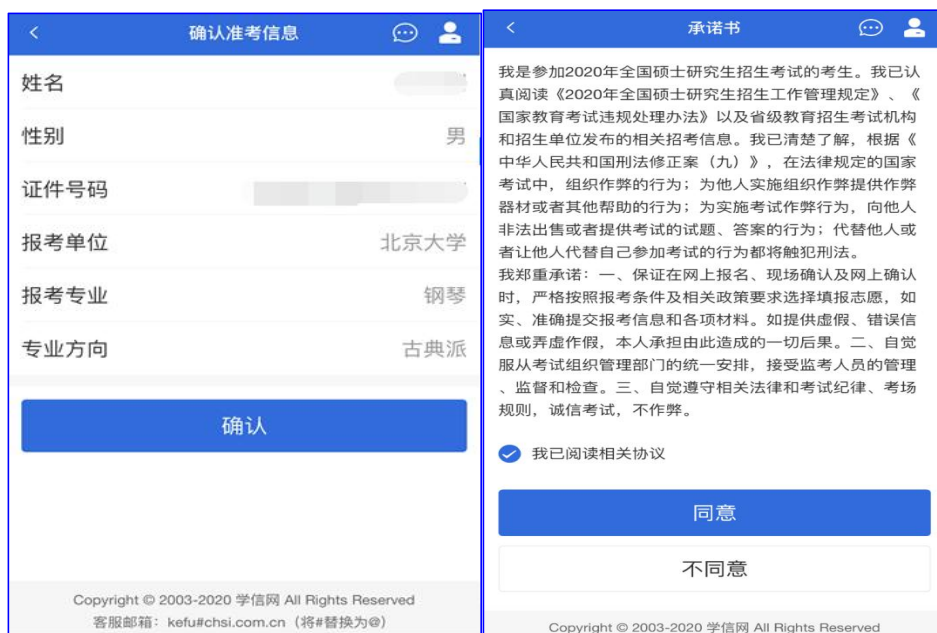 确认准考信息
姓名
性别 男
证件号码
报考单位 北京大学
报考专业 钢琴
专业方向 古典派
确认
Copyright © 2003-2020 学信网 All Rights Reserved
客服邮箱：kefu#chsi.com.cn（将#替换为@）
承诺书
我是参加2020年全国硕士研究生招生考试的考生。我已认
真阅读《2020年全国硕士研究生招生工作管理规定》、《
国家教育考试违规处理办法》以及省级教育招生考试机构
和招生单位发布的相关招考信息。我已清楚了解，根据《
中华人民共和国刑法修正案（九）》，在法律规定的国家
考试中，组织作弊的行为；为他人实施组织作弊提供作弊
器材或者其他帮助的行为；为实施考试作弊行为，向他人
非法出售或者提供考试的试题、答案的行为；代替他人或
者让他人代替自己参加考试的行为都将触犯刑法。
我郑重承诺：一、保证在网上报名、现场确认及网上确认
时，严格按照报考条件及相关政策要求选择填报志愿，如
实、准确提交报考信息和各项材料。如提供虚假、错误信
息或弄虚作假，本人承担由此造成的一切后果。二、自觉
服从考试组织管理部门的统一安排，接受监考人员的管理
、监督和检查。三、自觉遵守相关法律和考试纪律、考场
规则，诚信考试，不作弊。
我已阅读相关协议
同意
不同意
Copyright © 2003-2020 学信网 All Rights Reserved